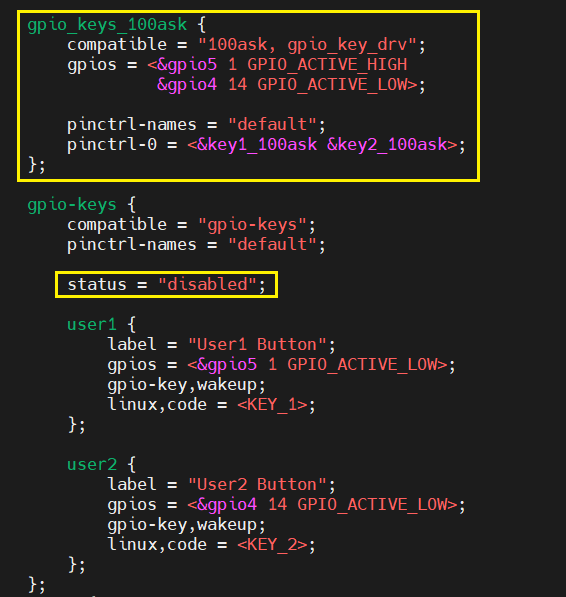 gpio_keys_100ask {
compatible = "100ask, gpio_key_drv";
gpios = <&gpio5 1 GPIO_ACTIVE_HIGH
&gpio4 14 GPIO_ACTIVE_LOW>;
pinctrl-names = "default";
pinctrl-0 = <&key1_100ask &key2_100ask>;
};
gpio-keys {
compatible = "gpio-keys";
pinctrl-names = "default";
status = "disabled";
user1 {
label = "User1 Button";
gpios = <&gpio5 1 GPIO_ACTIVE_LOW>;
gpio-key,wakeup;
linux,code = <KEY_1>;
};
user2 {
label = "User2 Button";
gpios = <&gpio4 14 GPIO_ACTIVE_LOW>;
gpio-key,wakeup;
linux,code = <KEY_2>;
};
};